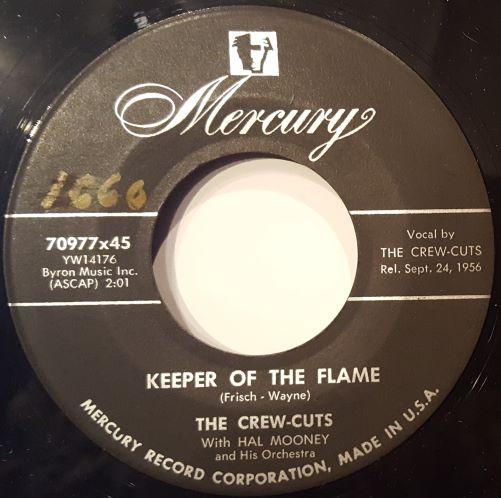 Mercury
1660
70977x45
YW14176
Byron Music Inc.
(ASCAP) 2:01
Vocal by
THE CREW-CUTS
Rel. Sept. 24, 1956
KEEPER OF THE FLAME
(Frisch - Wayne)
THE CREW-CUTS
With HAL MOONEY
and His Orchestra
MERCURY RECORD CORPORATION, MADE IN U.S.A.